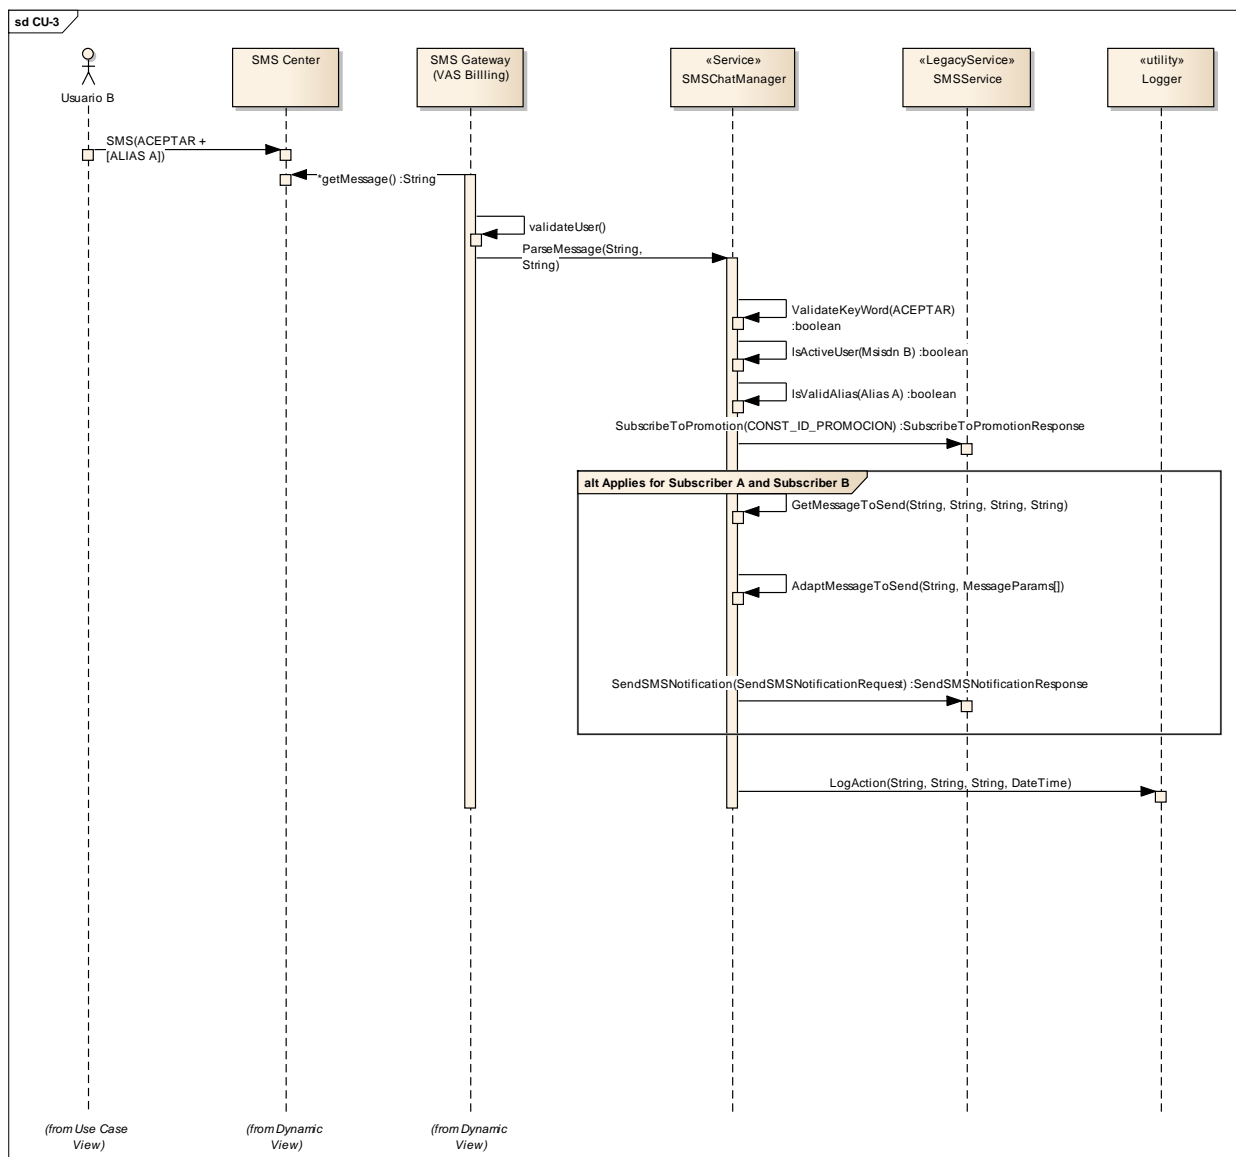 sd CU-3
Usuario B
SMS Center
SMS Gateway
(VAS Billling)
«Service»
SMSChatManager
«LegacyService»
SMSService
«utility»
Logger
SMS(ACEPTAR +
[ALIAS A])
*getMessage() :String
validateUser()
ParseMessage(String,
String)
ValidateKeyWord(ACEPTAR)
:boolean
IsActiveUser(Msisdn B) :boolean
IsValidAlias(Alias A) :boolean
SubscribeToPromotion(CONST_ID_PROMOCION) :SubscribeToPromotionResponse
alt Applies for Subscriber A and Subscriber B
GetMessageToSend(String, String, String, String)
AdaptMessageToSend(String, MessageParams[])
SendSMSNotification(SendSMSNotificationRequest) :SendSMSNotificationResponse
LogAction(String, String, String, DateTime)
(from Use Case
View)
(from Dynamic
View)
(from Dynamic
View)